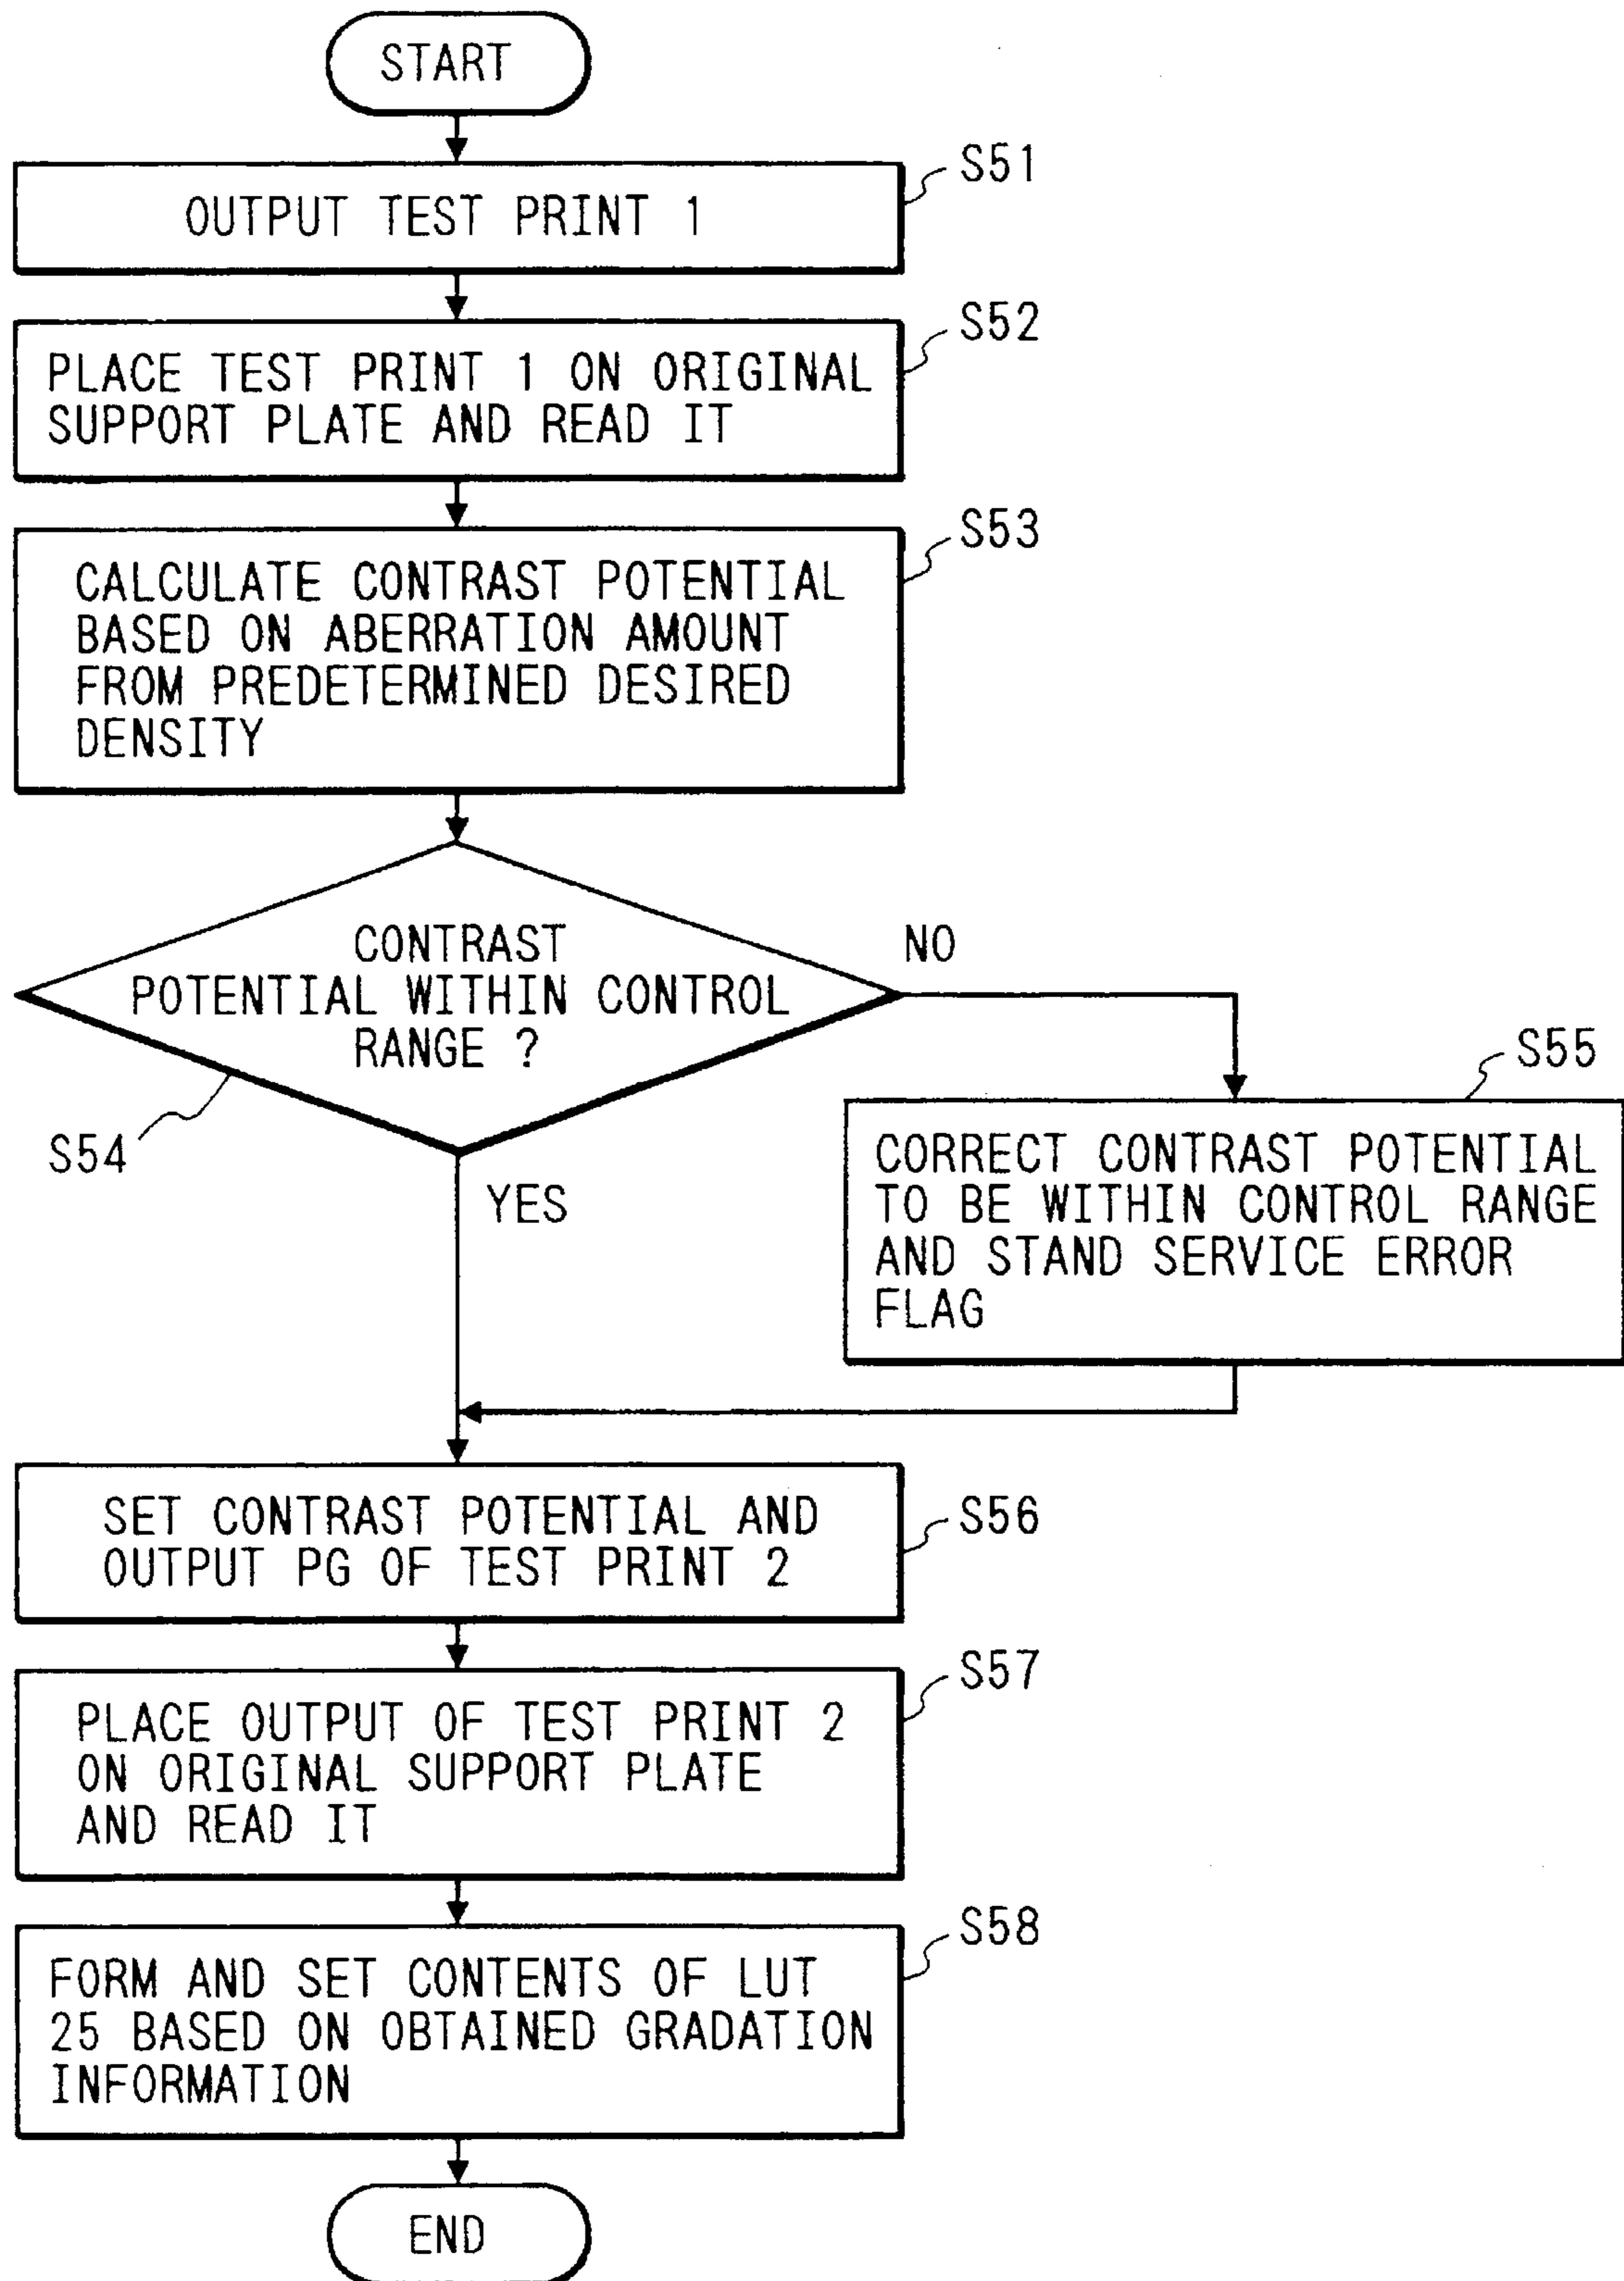 START
S51
OUTPUT TEST PRINT 1
S52
PLACE TEST PRINT 1 ON ORIGINAL
SUPPORT PLATE AND READ IT
S53
CALCULATE CONTRAST POTENTIAL
BASED ON ABERRATION AMOUNT
FROM PREDETERMINED DESIRED
DENSITY
CONTRAST
POTENTIAL WITHIN CONTROL
RANGE ?
NO
S54
YES
S55
CORRECT CONTRAST POTENTIAL
TO BE WITHIN CONTROL RANGE
AND STAND SERVICE ERROR
FLAG
S56
SET CONTRAST POTENTIAL AND
OUTPUT PG OF TEST PRINT 2
S57
PLACE OUTPUT OF TEST PRINT 2
ON ORIGINAL SUPPORT PLATE
AND READ IT
S58
FORM AND SET CONTENTS OF LUT
25 BASED ON OBTAINED GRADATION
INFORMATION
END